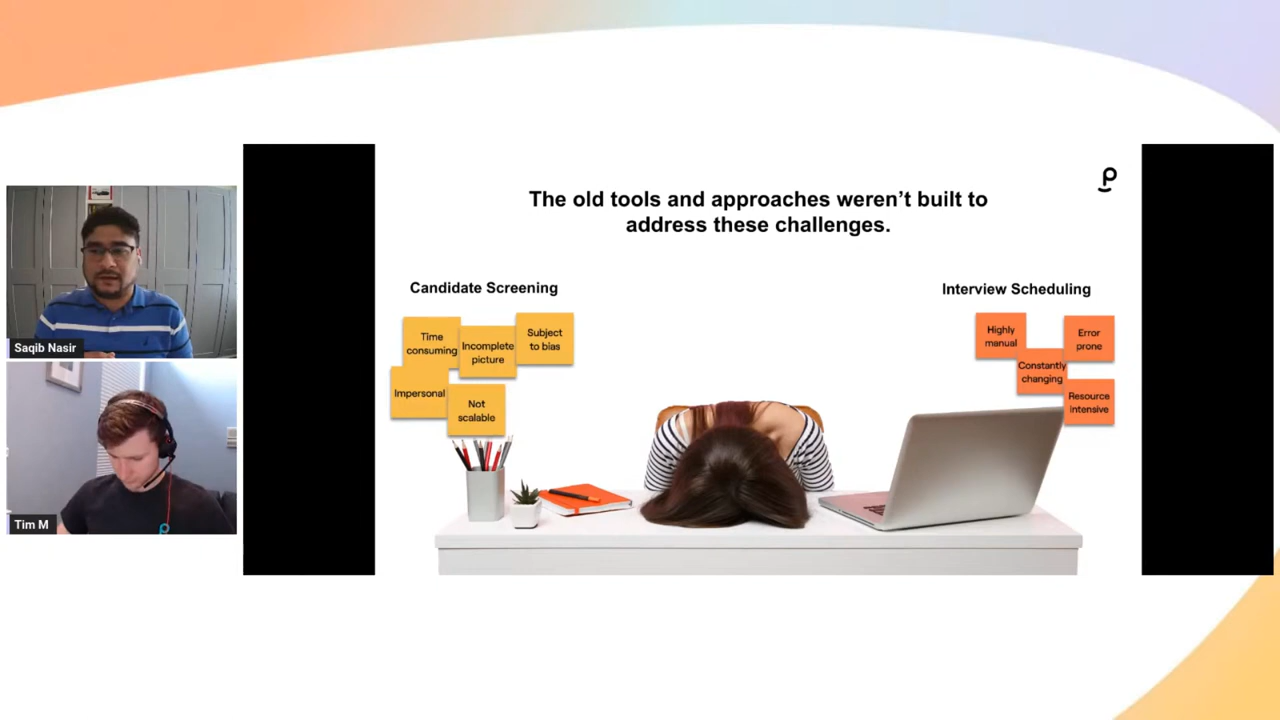 The old tools and approaches weren't built to
address these challenges.
Candidate Screening
Time
consuming
Incomplete
picture
Subject
to bias
Impersonal
Not
scalable
Interview Scheduling
Highly
manual
Error
prone
Constantly
changing
Resource
intensive
Saqib Nasir
Tim M